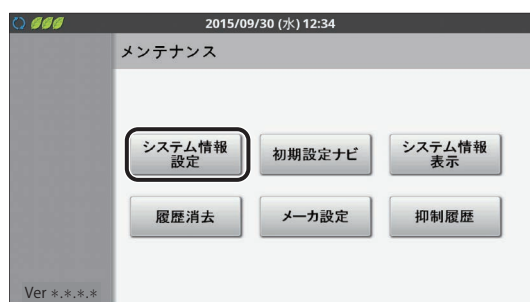 2015/09/30 (水) 12:34
メンテナンス
システム情報
設定
初期設定ナビ
システム情報
表示
履歴消去
メーカ設定
抑制履歴
Ver *.*.*.*